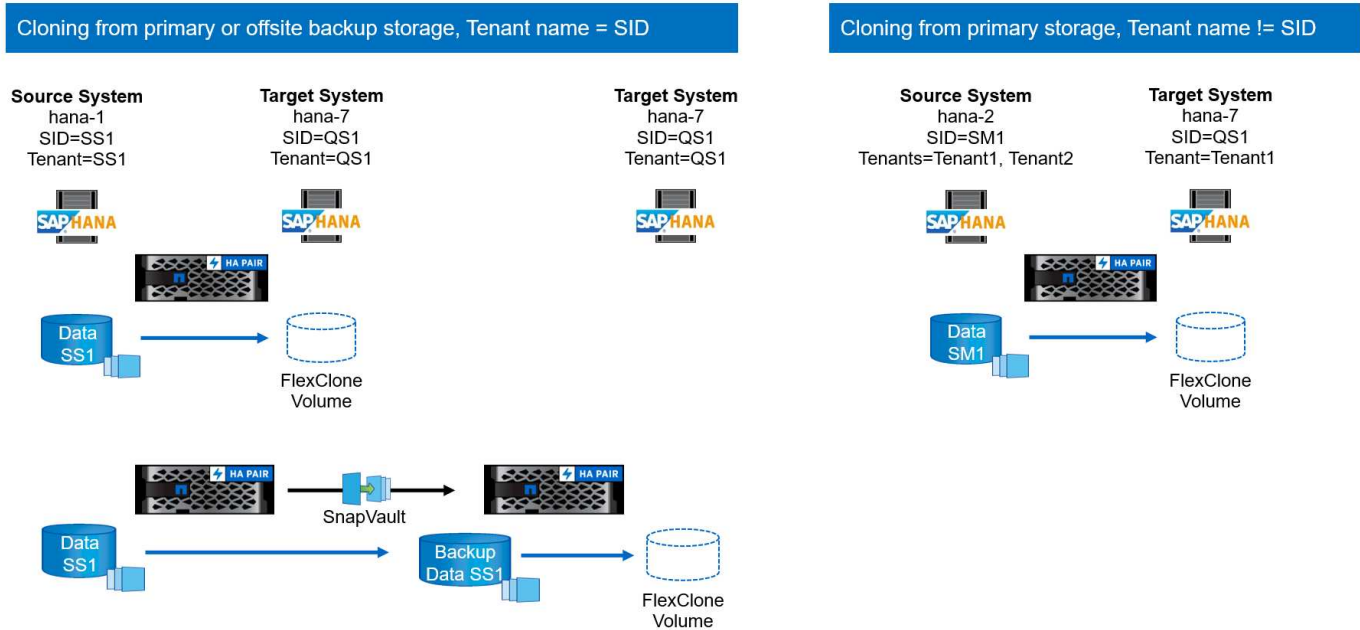 Cloning from primary or offsite backup storage, Tenant name = SID
Source System
hana-1
SID=SS1
Tenant=SS1
Target System
hana-7
SID=QS1
Tenant=QS1
Target System
hana-7
SID=QS1
Tenant=QS1
SAP HANA
SAP HANA
SAP HANA
HA PAIR
Data
SS1
FlexClone
Volume
HA PAIR
SnapVault
HA PAIR
Data
SS1
Backup
Data SS1
FlexClone
Volume
Cloning from primary storage, Tenant name != SID
Source System
hana-2
SID=SM1
Tenants=Tenant1, Tenant2
Target System
hana-7
SID=QS1
Tenant=Tenant1
SAP HANA
SAP HANA
HA PAIR
Data
SM1
FlexClone
Volume